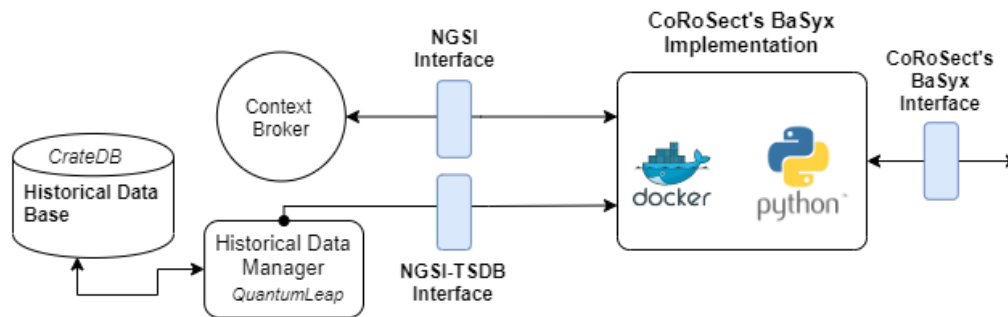 CoRoSect's BaSyx
Implementation
NGSI
Interface
CoRoSect's
BaSyx
Interface
Context
Broker
CrateDB
Historical Data
Base
docker
python™
Historical Data
Manager
QuantumLeap
NGSI-TSDB
Interface